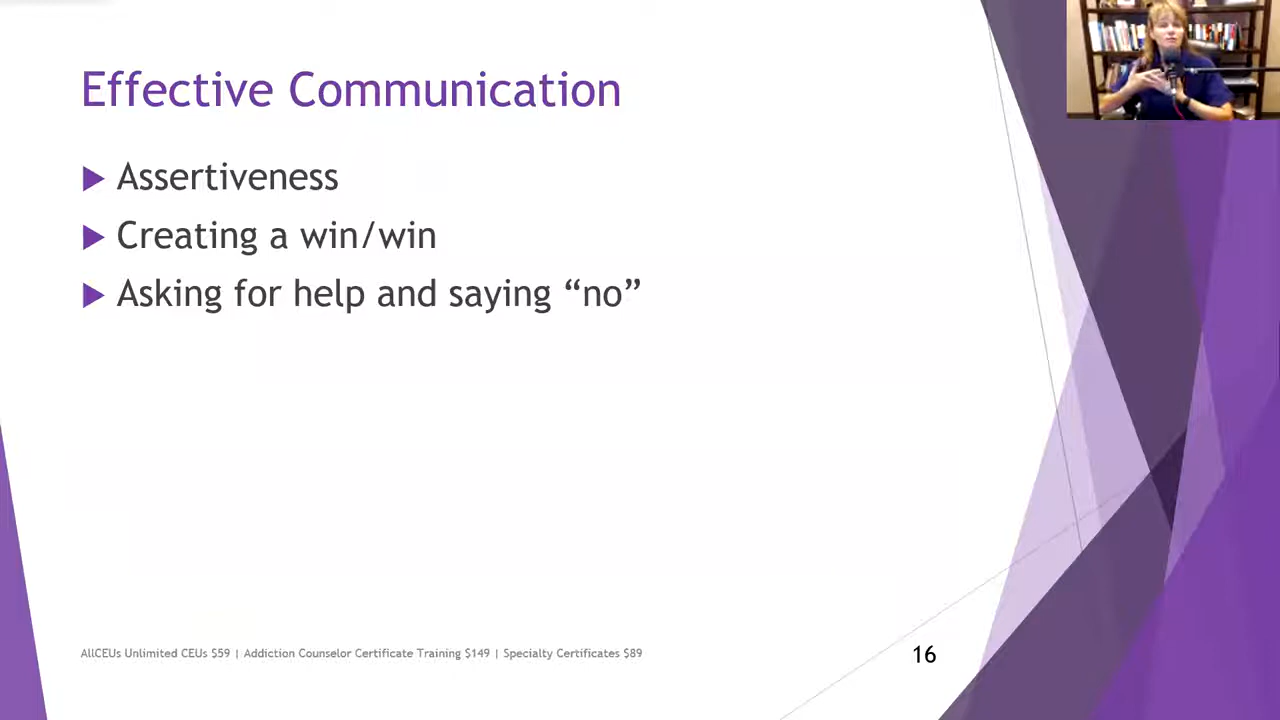 Effective Communication
Assertiveness
Creating a win/win
Asking for help and saying “no”
AllCEUs Unlimited CEUs $59 | Addiction Counselor Certificate Training $149 | Specialty Certificates $89
16